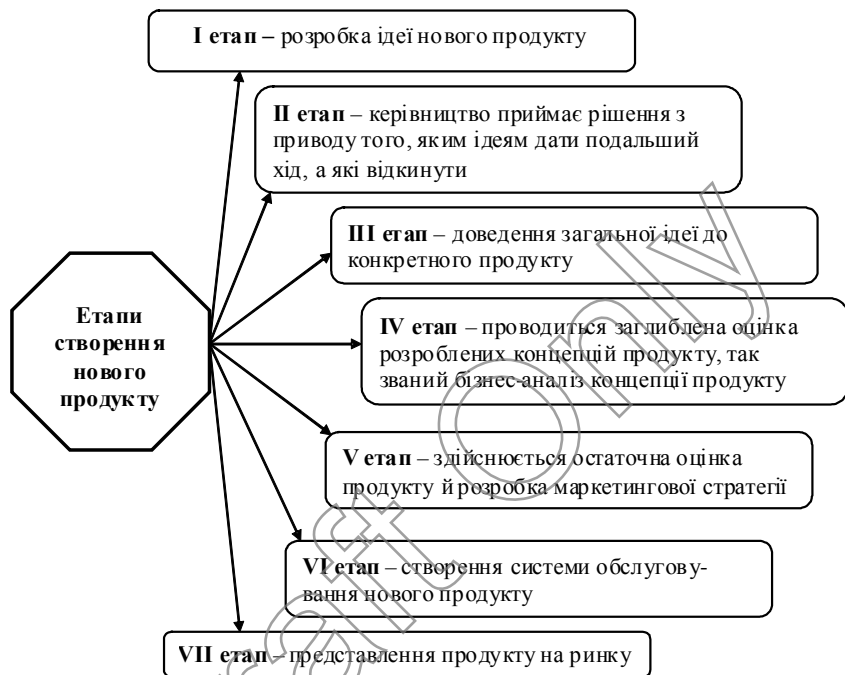 І етап – розробка ідеї нового продукту
ІІ етап – керівництво приймає рішення з
приводу того, яким ідеям дати подальший
хід, а які відкинути
ІІІ етап – доведення загальної ідеї до
конкретного продукту
Етапи
створення
нового
продукту
IV етап – проводиться заглиблена оцінка
розроблених концепцій продукту, так
званий бізнес-аналіз концепції продукту
V етап – здійснюється остаточна оцінка
продукту й розробка маркетингової стратегії
VI етап – створення системи обслугову-
вання нового продукту
VII етап – представлення продукту на ринку
aft Only